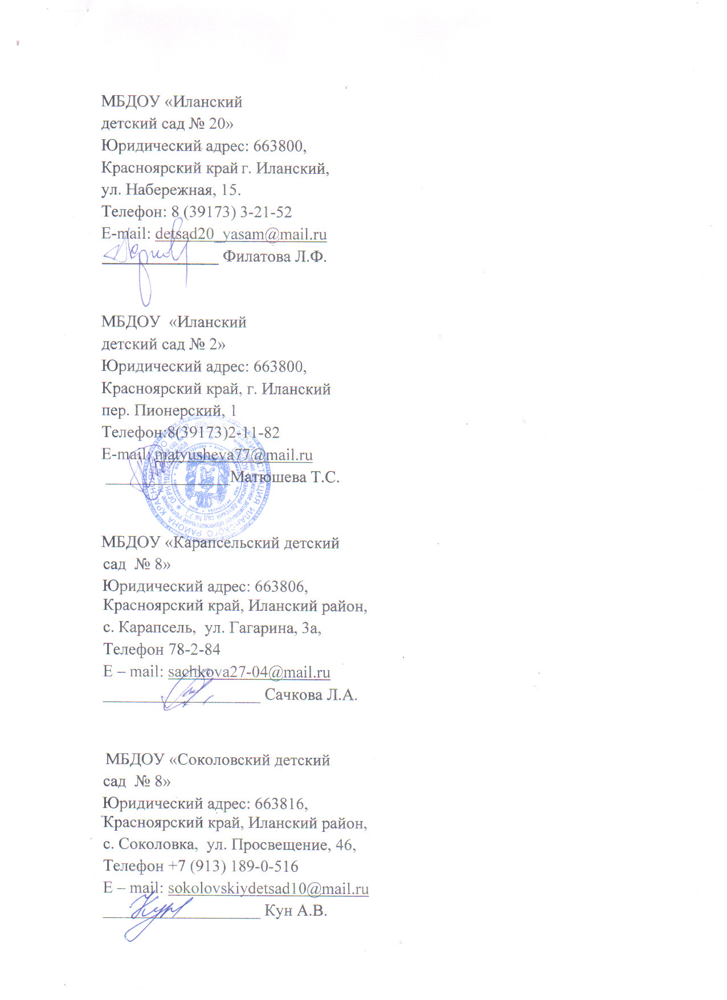 МБДОУ «Иланский
детский сад № 20»
Юридический адрес: 663800,
Красноярский край г. Иланский,
ул. Набережная, 15.
Телефон: 8 (39173) 3-21-52
E-mail: detsad20_yasam@mail.ru
Филатова Л.Ф.
МБДОУ «Иланский
детский сад № 2»
Юридический адрес: 663800,
Красноярский край, г. Иланский
пер. Пионерский, 1
Телефон:8(39173)2-11-82
E-mail: matyusheva77@mail.ru
Матюшева Т.С.
МБДОУ «Карапсельский детский
сад № 8»
Юридический адрес: 663806,
Красноярский край, Иланский район,
с. Карапсель, ул. Гагарина, 3а,
Телефон 78-2-84
E – mail: sachkova27-04@mail.ru
Сачкова Л.А.
МБДОУ «Соколовский детский
сад № 8»
Юридический адрес: 663816,
Красноярский край, Иланский район,
с. Соколовка, ул. Просвещение, 46,
Телефон +7 (913) 189-0-516
E – mail: sokolovskiydetsad10@mail.ru
Кун А.В.